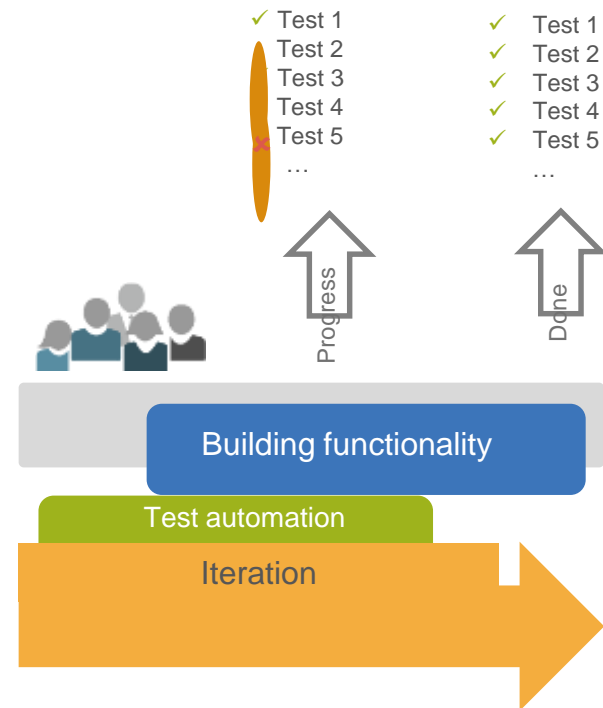 ✓ Test 1
Test 2
Test 3
Test 4
✖ Test 5
…
✓ Test 1
✓ Test 2
✓ Test 3
✓ Test 4
✓ Test 5
…
Progress
Done
Building functionality
Test automation
Iteration